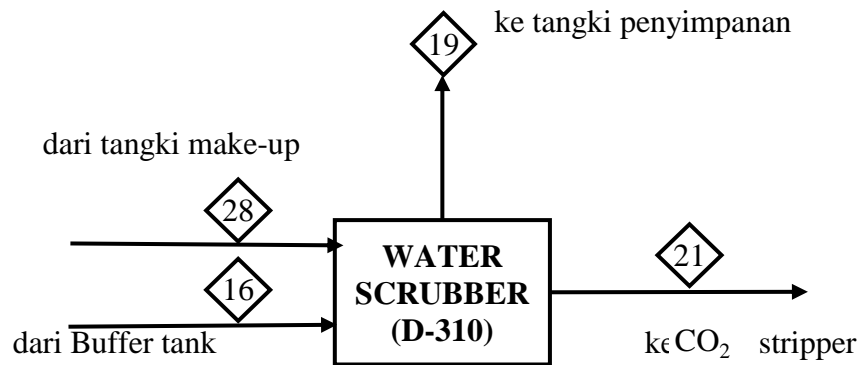 19
ke tangki penyimpanan
dari tangki make-up
28
WATER
SCRUBBER
(D-310)
21
16
dari Buffer tank
ke CO₂ stripper